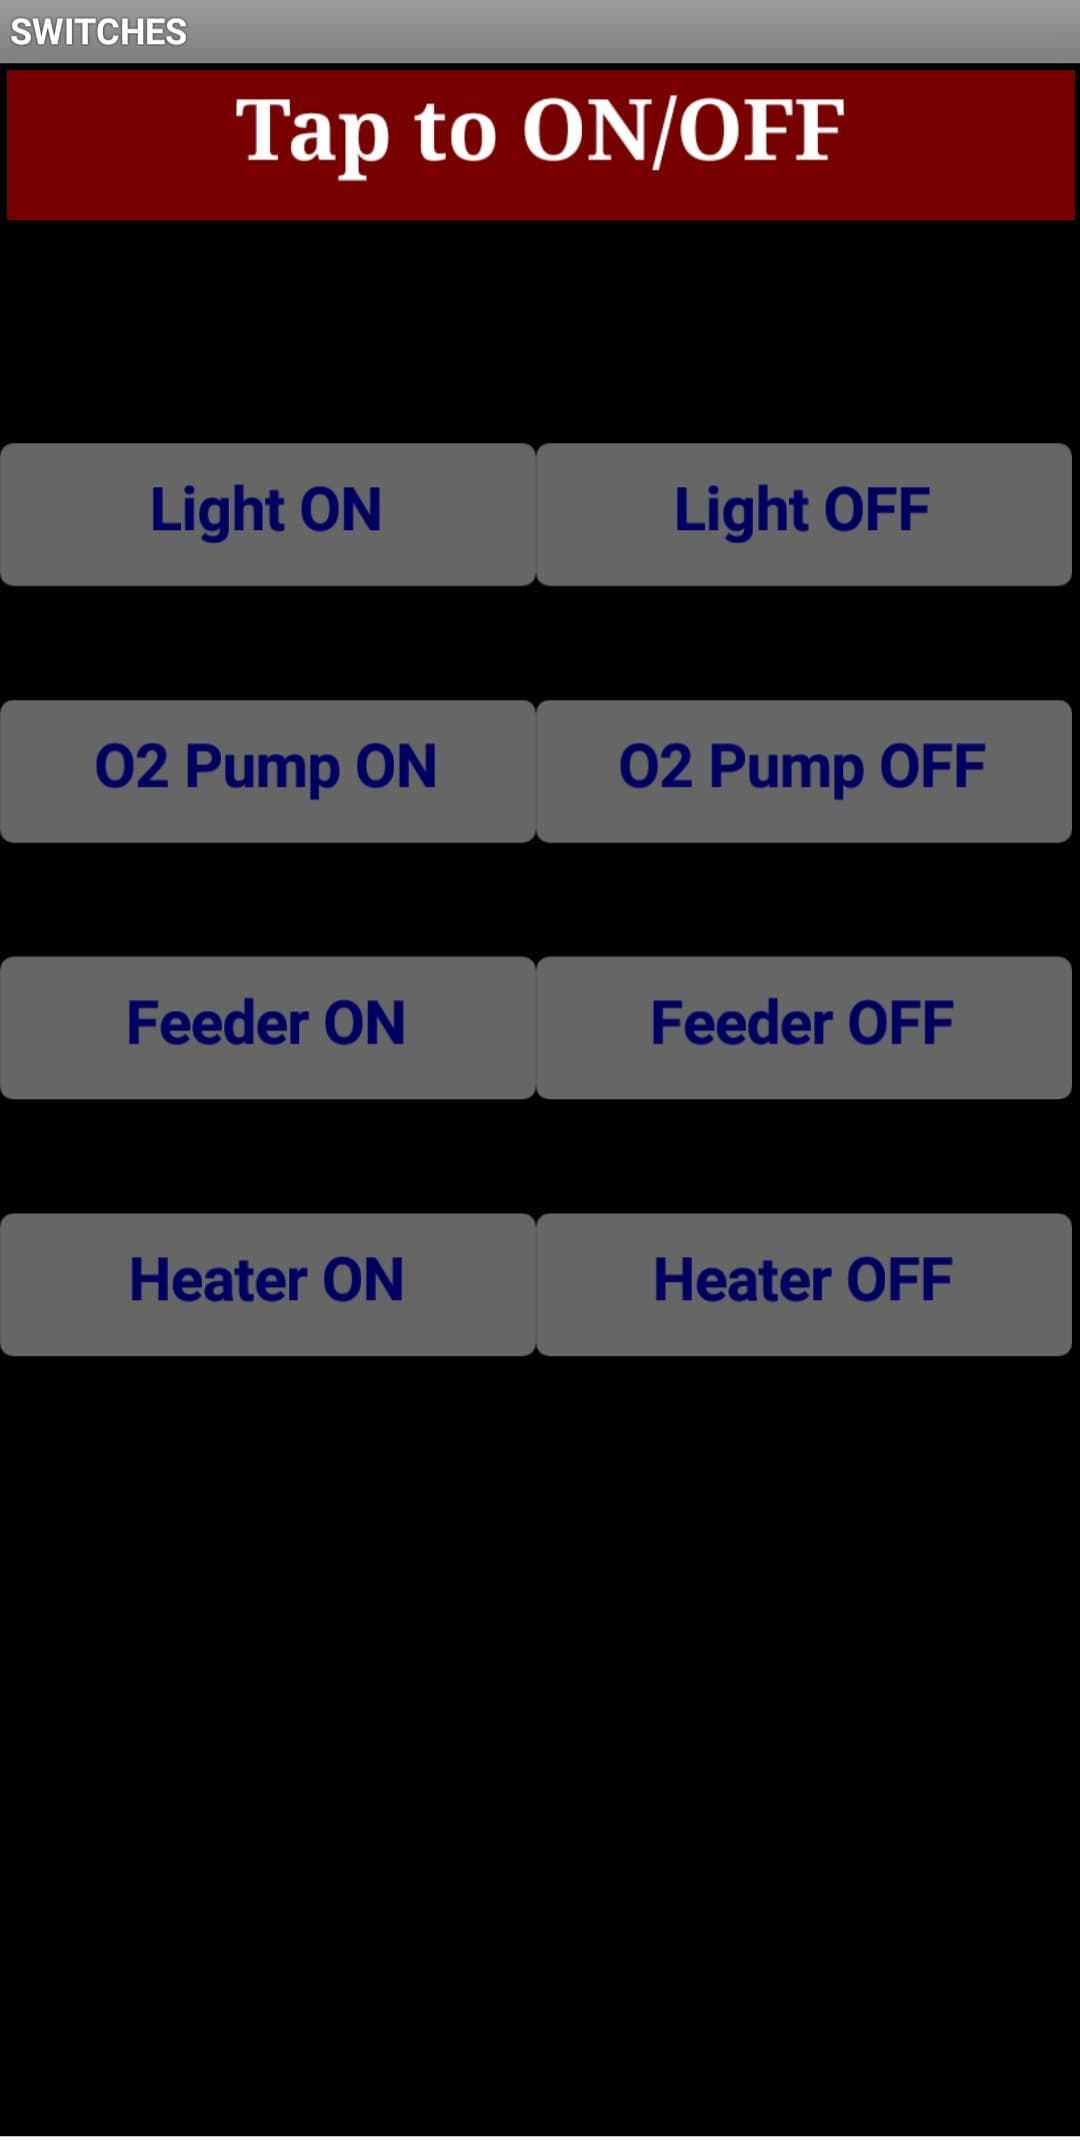 SWITCHES
Tap to ON/OFF
Light ON Light OFF
O2 Pump ON O2 Pump OFF
Feeder ON Feeder OFF
Heater ON Heater OFF